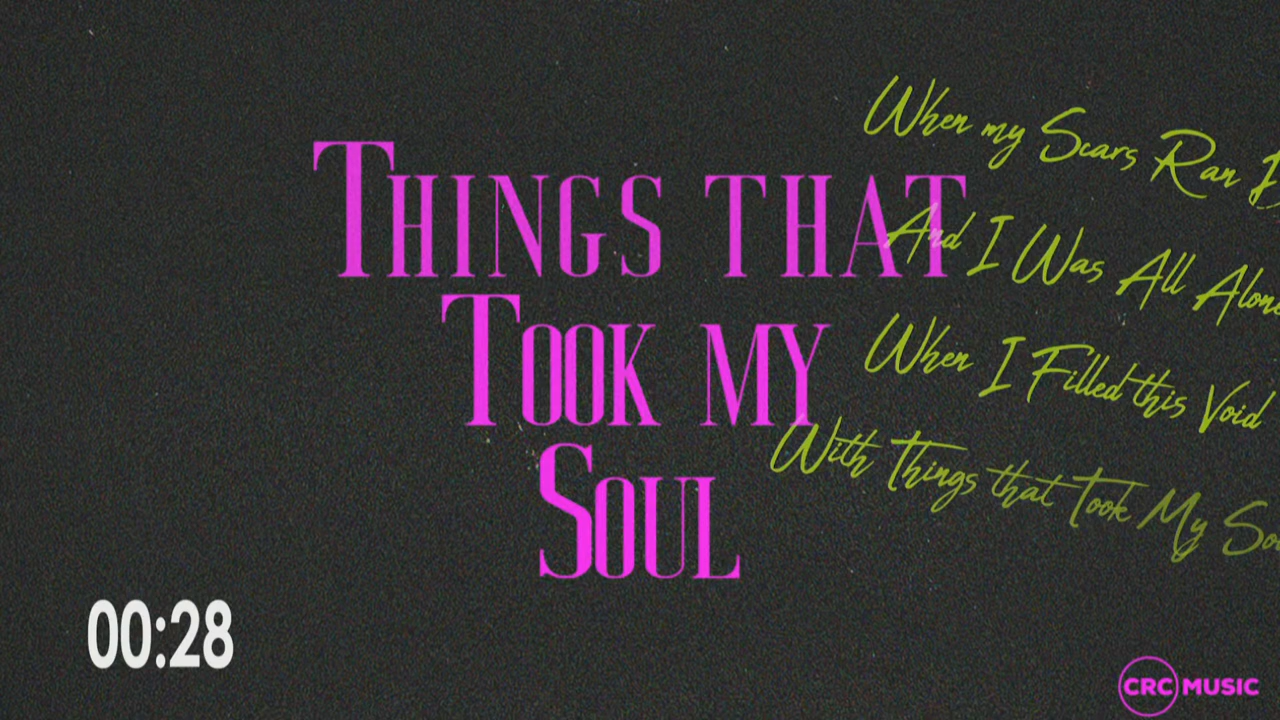 THINGS THAT
TOOK MY
SOUL
When my Scars Ran
And I Was All Alone
When I Filled this Void
With Things that Took My
00:28
CRC MUSIC